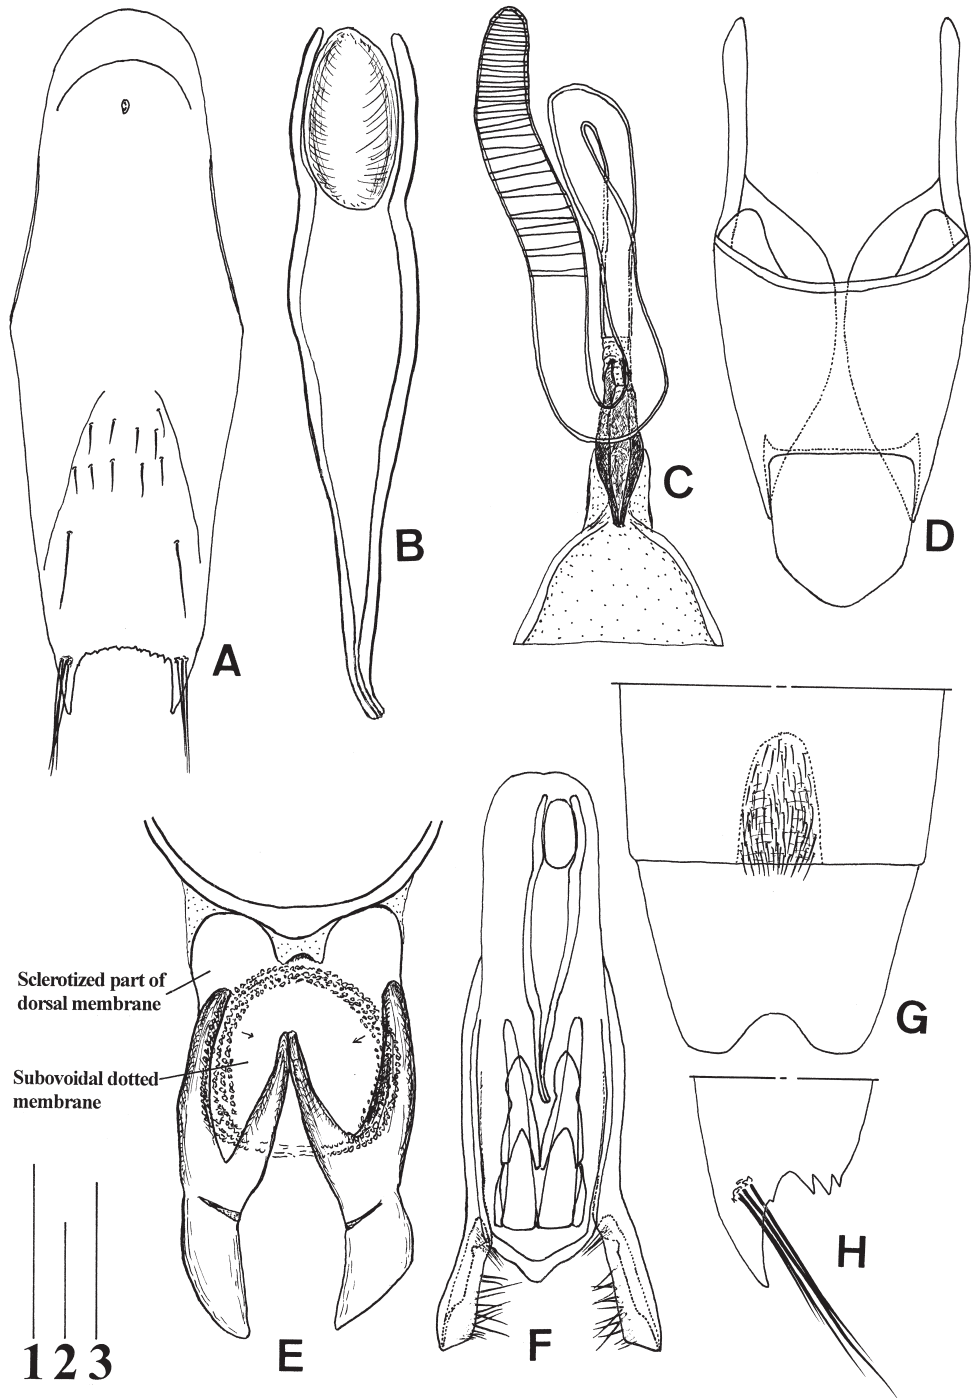 A
B
C
D
Sclerotized part of
dorsal membrane
Subovoidal dotted
membrane
E
F
G
H
1 2 3